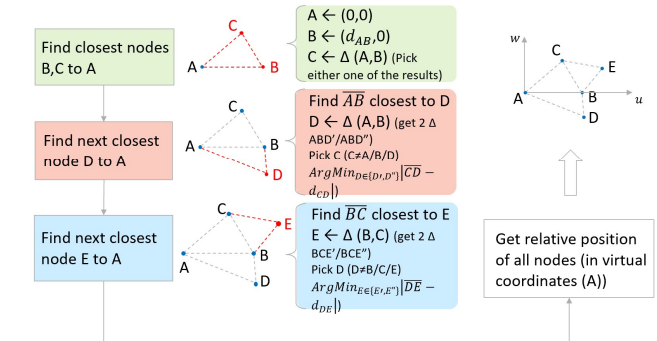 Find closest nodes
B,C to A
C
A
B
A ← (0,0)
B ← (d_AB,0)
C ← Δ (A,B) (Pick
either one of the results)
Find next closest
node D to A
C
A
B
D
Find AB closest to D
D ← Δ (A,B) (get 2 Δ
ABD’/ABD”)
Pick C (C≠A/B/D)
ArgMin_D∈{D′,D″}|CD −
d_CD|)
Find next closest
node E to A
C
E
A
B
D
Find BC closest to E
E ← Δ (B,C) (get 2 Δ
BCE’/BCE”)
Pick D (D≠B/C/E)
ArgMin_E∈{E′,E″}|DE −
d_DE|)
w
C
E
A
B
u
D
Get relative position
of all nodes (in virtual
coordinates (A))